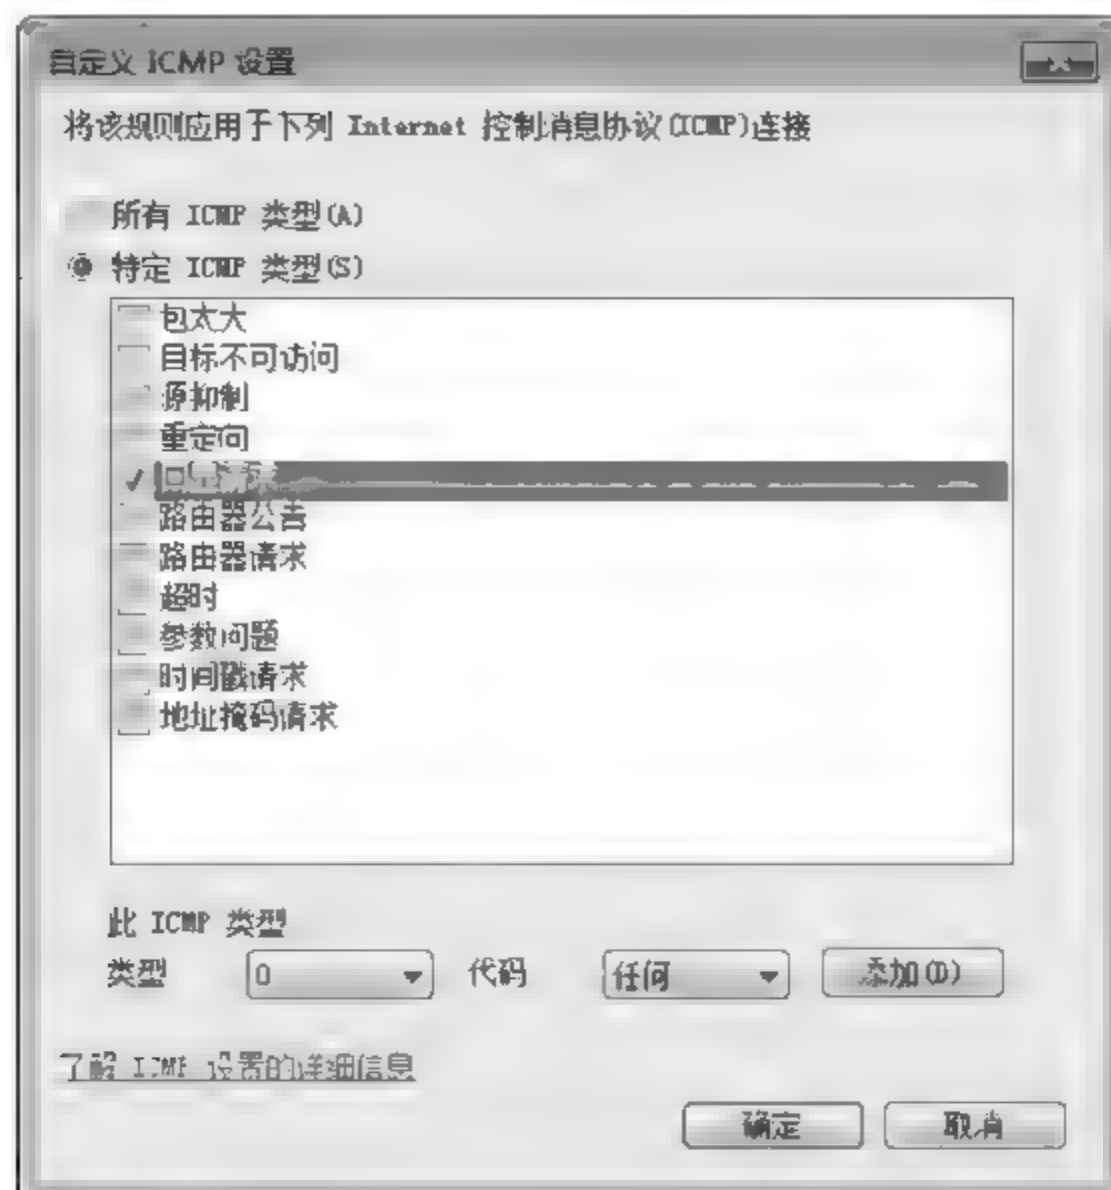 自定义 ICMP 设置
将该规则应用于下列 Internet 控制消息协议(ICMP)连接
所有 ICMP 类型(A)
特定 ICMP 类型(S)
包太大
目标不可访问
源抑制
重定向
路由器公告
路由器请求
超时
参数问题
时间戳请求
地址掩码请求
此 ICMP 类型
类型 0 代码 任何 添加(D)
了解 ICMP 设置的详细信息
确定 取消